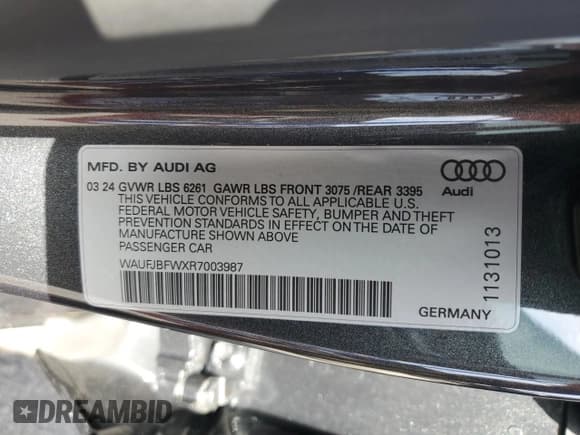 MFD. BY AUDI AG
03 24 GVWR LBS 6261 GAWR LBS FRONT 3075 /REAR 3395
THIS VEHICLE CONFORMS TO ALL APPLICABLE U.S.
FEDERAL MOTOR VEHICLE SAFETY, BUMPER AND THEFT
PREVENTION STANDARDS IN EFFECT ON THE DATE OF
MANUFACTURE SHOWN ABOVE
PASSENGER CAR
WAUFJBFWXR7003987
Audi
1131013
GERMANY
DREAMBID